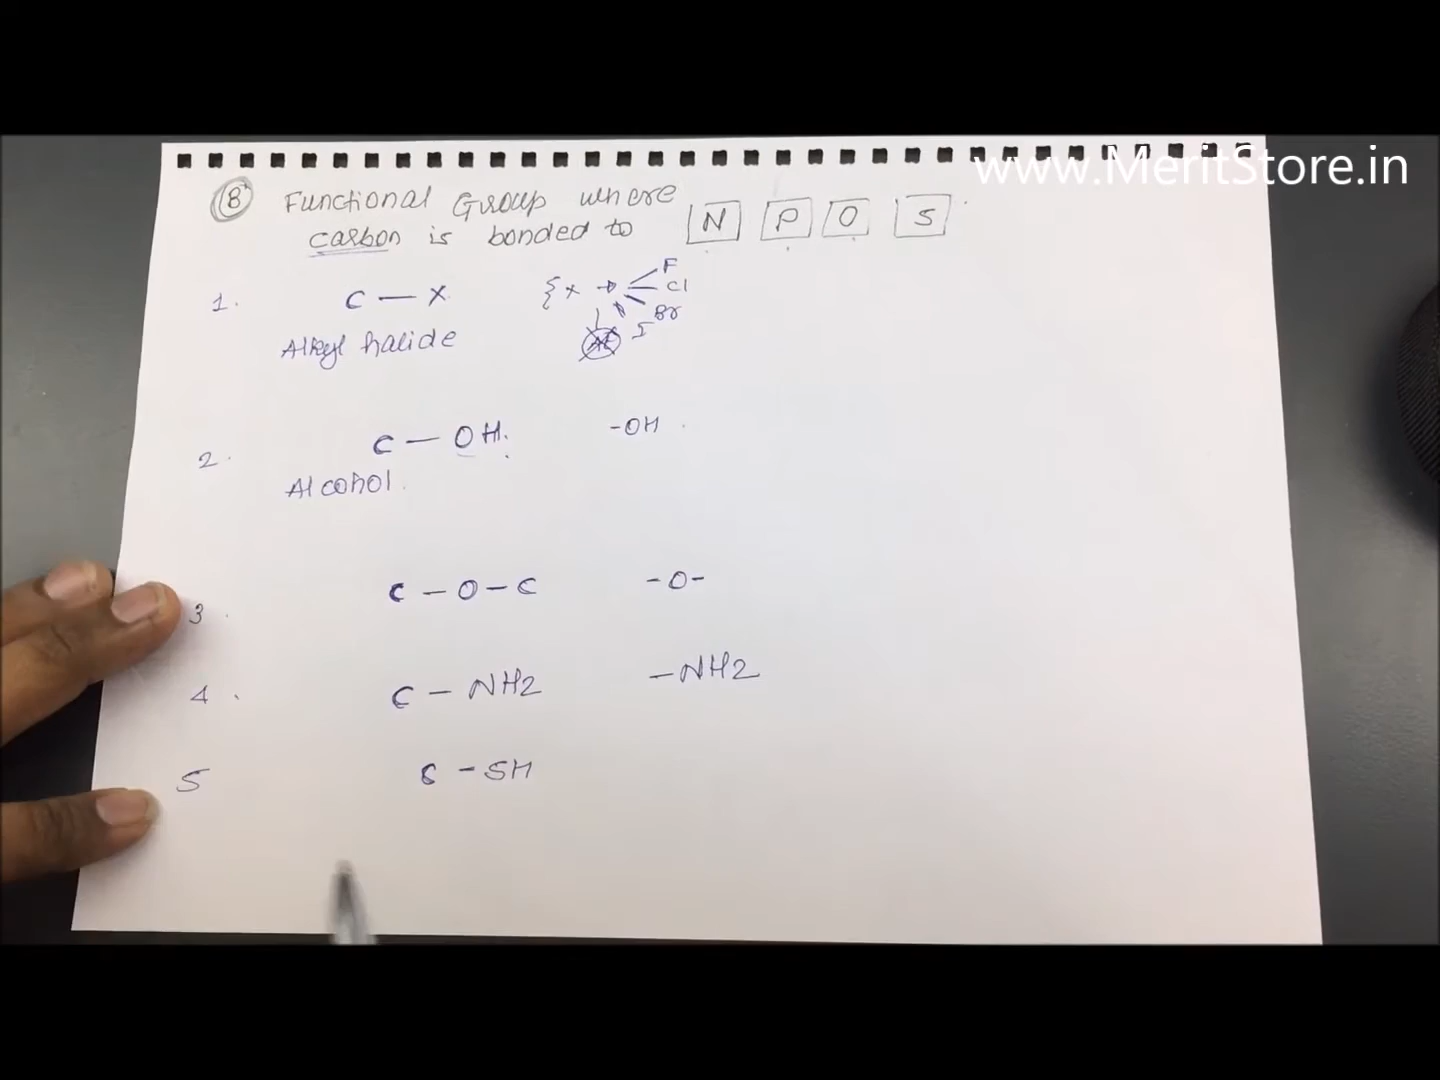 www.MeritStore.in
8 Functional Group where
carbon is bonded to N P O S
1. C — X { X → F
Cl
Br
I
At
Alkyl halide
2. C — OH. -OH
Alcohol.
3. C — O — C -O-
4. C — NH2 — NH2
5 C — SH